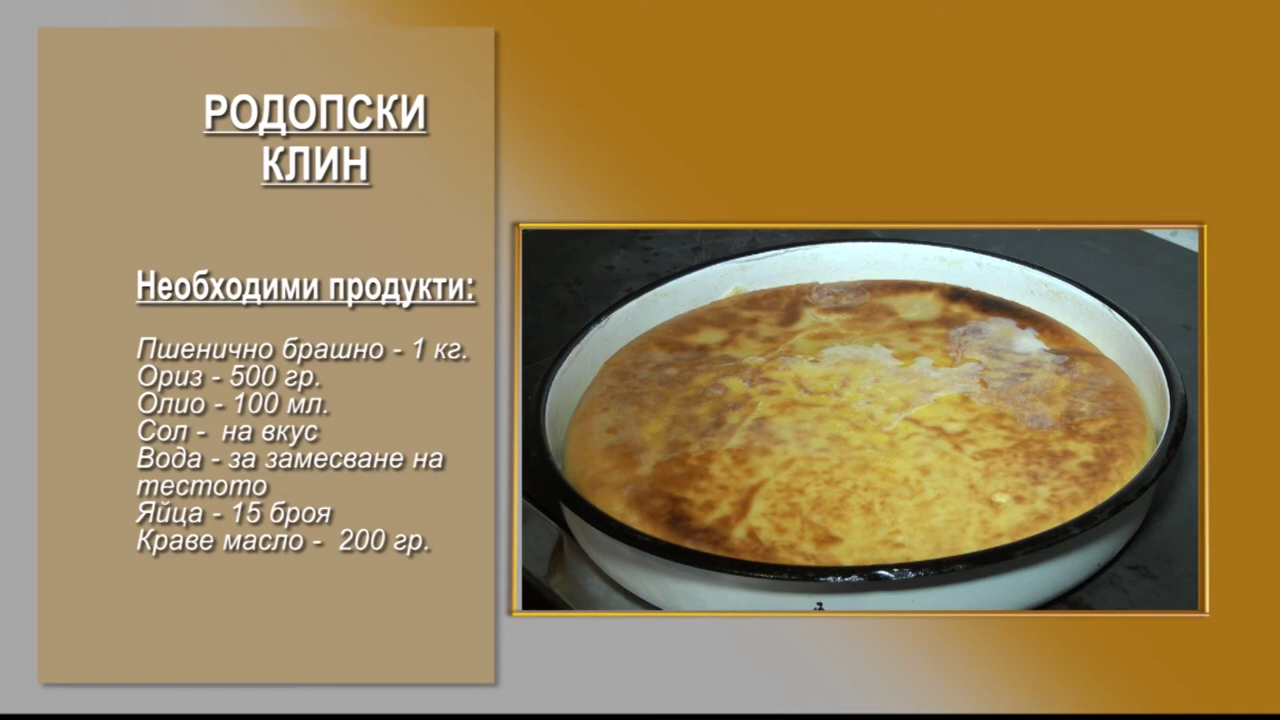 РОДОПСКИ
КЛИН
Необходими продукти:
Пшенично брашно - 1 кг.
Ориз - 500 гр.
Олио - 100 мл.
Сол -  на вкус
Вода - за замесване на
тестото
Яйца - 15 броя
Краве масло -  200 гр.